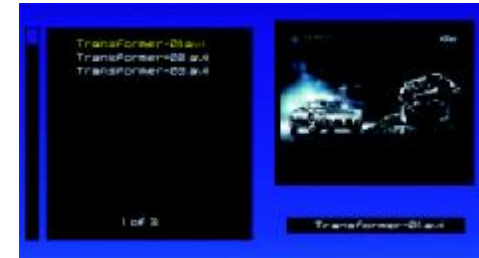 Transformer-01.avi
Transformer-02.avi
Transformer-03.avi
1 of 3
Transformer-01.avi